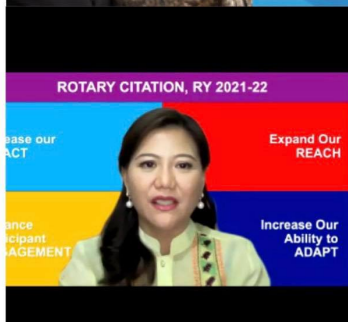 ROTARY CITATION, RY 2021-22
ease our
ACT
Expand Our
REACH
ance
icipant
AGEMENT
Increase Our
Ability to
ADAPT